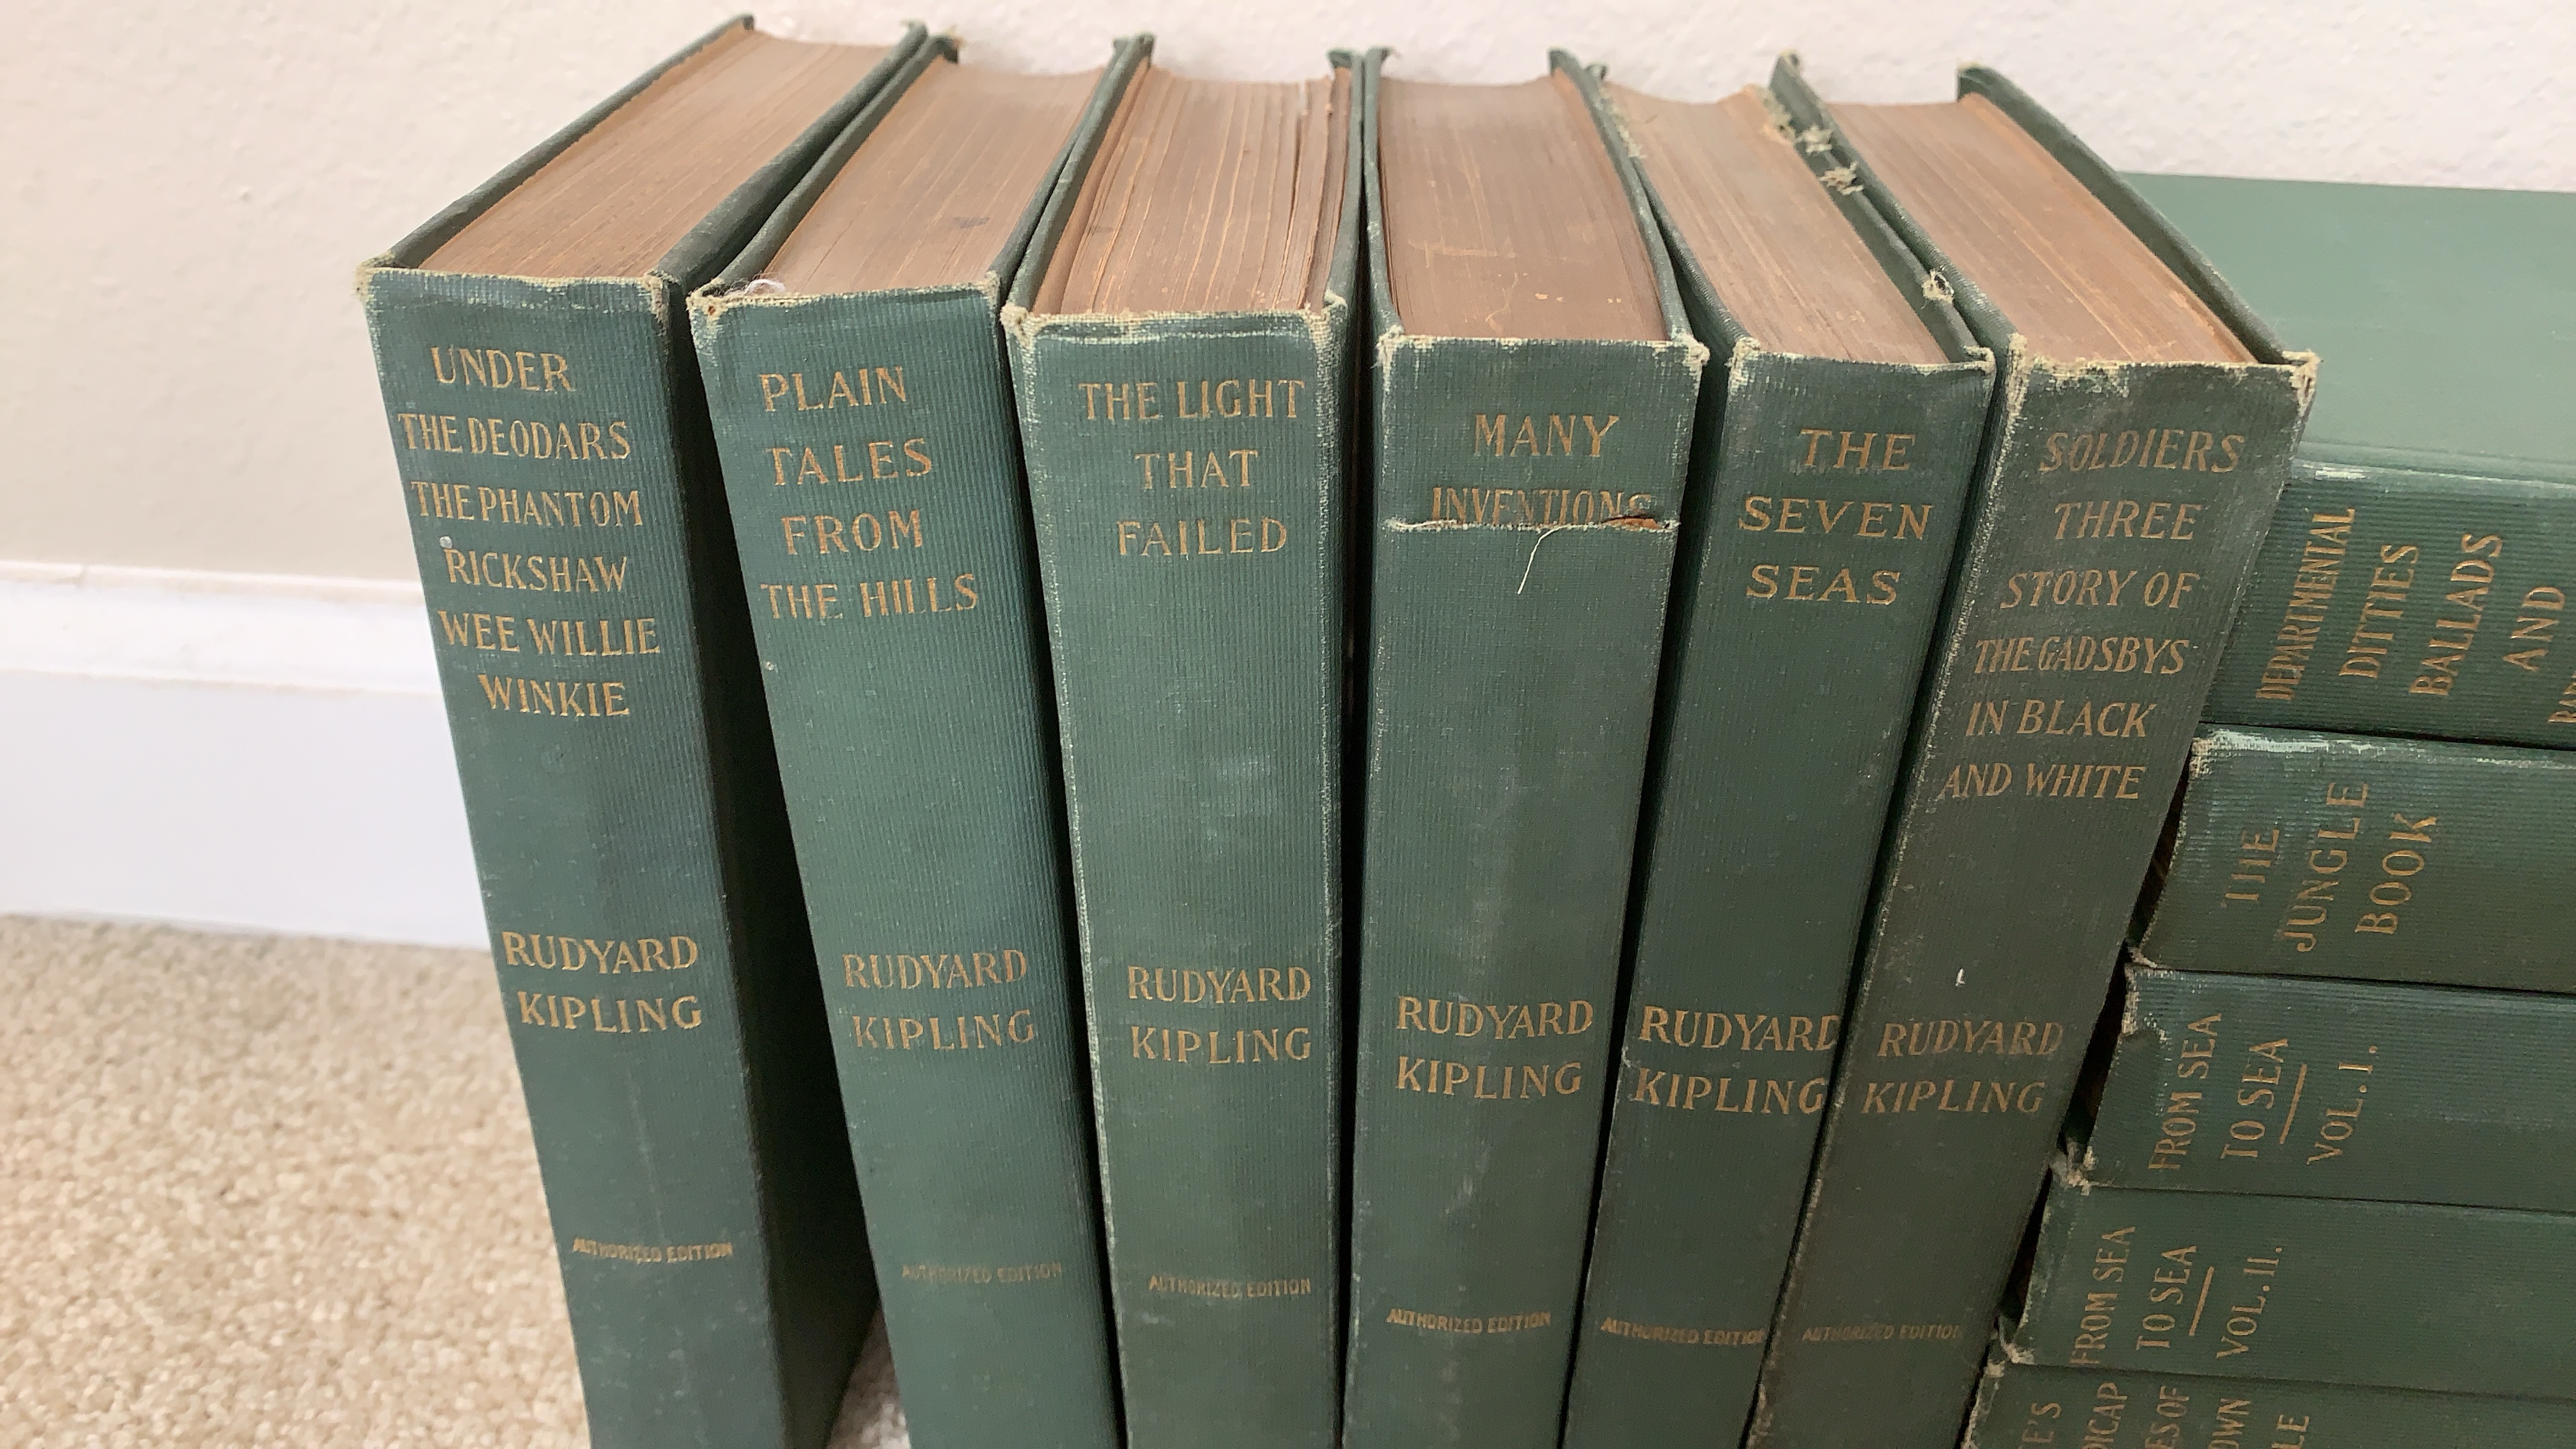 UNDER
THE DEODARS
THE PHANTOM
RICKSHAW
WEE WILLIE
WINKIE
RUDYARD
KIPLING
AUTHORIZED EDITION
PLAIN
TALES
FROM
THE HILLS
RUDYARD
KIPLING
AUTHORIZED EDITION
THE LIGHT
THAT
FAILED
RUDYARD
KIPLING
AUTHORIZED EDITION
MANY
INVENTIONS
RUDYARD
KIPLING
AUTHORIZED EDITION
THE
SEVEN
SEAS
RUDYARD
KIPLING
AUTHORIZED EDITION
SOLDIERS
THREE
STORY OF
THE GADSBYS
IN BLACK
AND WHITE
RUDYARD
KIPLING
AUTHORIZED EDITION
DEPARTMENTAL
DITTIES
BALLADS
AND
THE
JUNGLE
BOOK
FROM SEA
TO SEA
VOL. I.
FROM SEA
TO SEA
VOL. II.